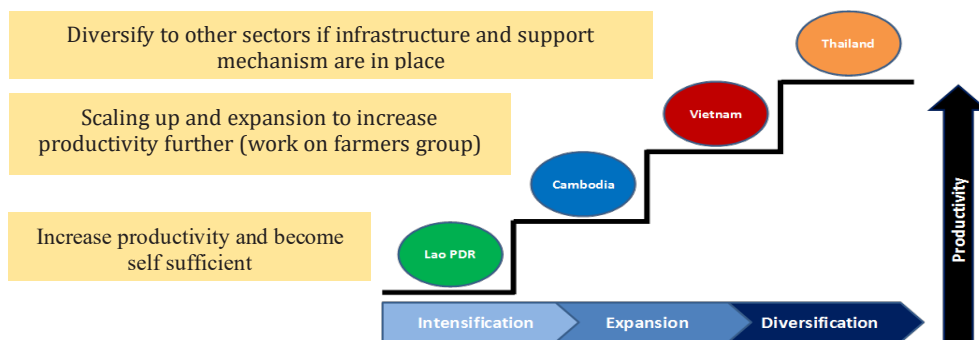 Diversify to other sectors if infrastructure and support
mechanism are in place
Thailand
Scaling up and expansion to increase
productivity further (work on farmers group)
Vietnam
Cambodia
Increase productivity and become
self sufficient
Lao PDR
Productivity
Intensification
Expansion
Diversification